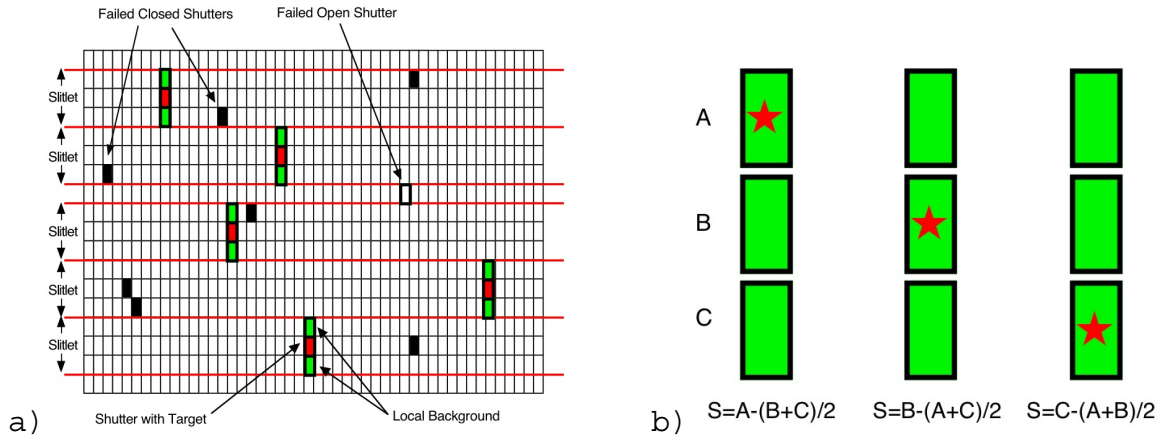 Failed Closed Shutters
Failed Open Shutter
Slitlet
Slitlet
Slitlet
Slitlet
Slitlet
Shutter with Target
Local Background
a)
A
B
C
S=A-(B+C)/2
S=B-(A+C)/2
S=C-(A+B)/2
b)